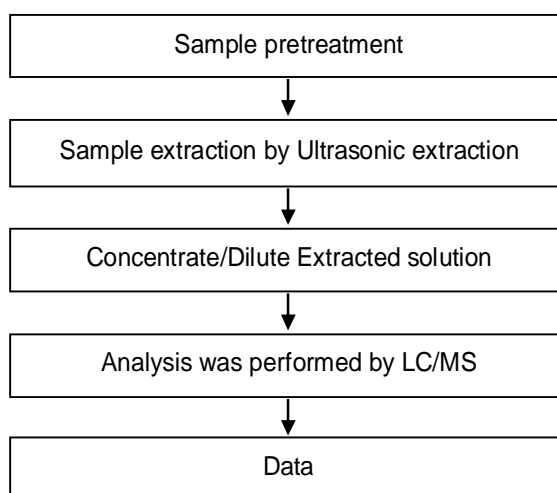 Sample pretreatment
Sample extraction by Ultrasonic extraction
Concentrate/Dilute Extracted solution
Analysis was performed by LC/MS
Data